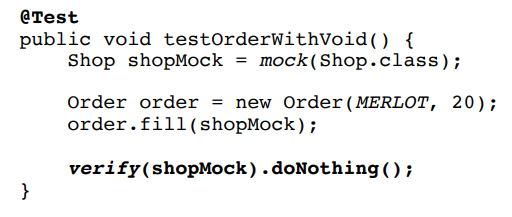 @Test
public void testOrderWithVoid() {
    Shop shopMock = mock(Shop.class);

    Order order = new Order(MERLOT, 20);
    order.fill(shopMock);

    verify(shopMock).doNothing();
}